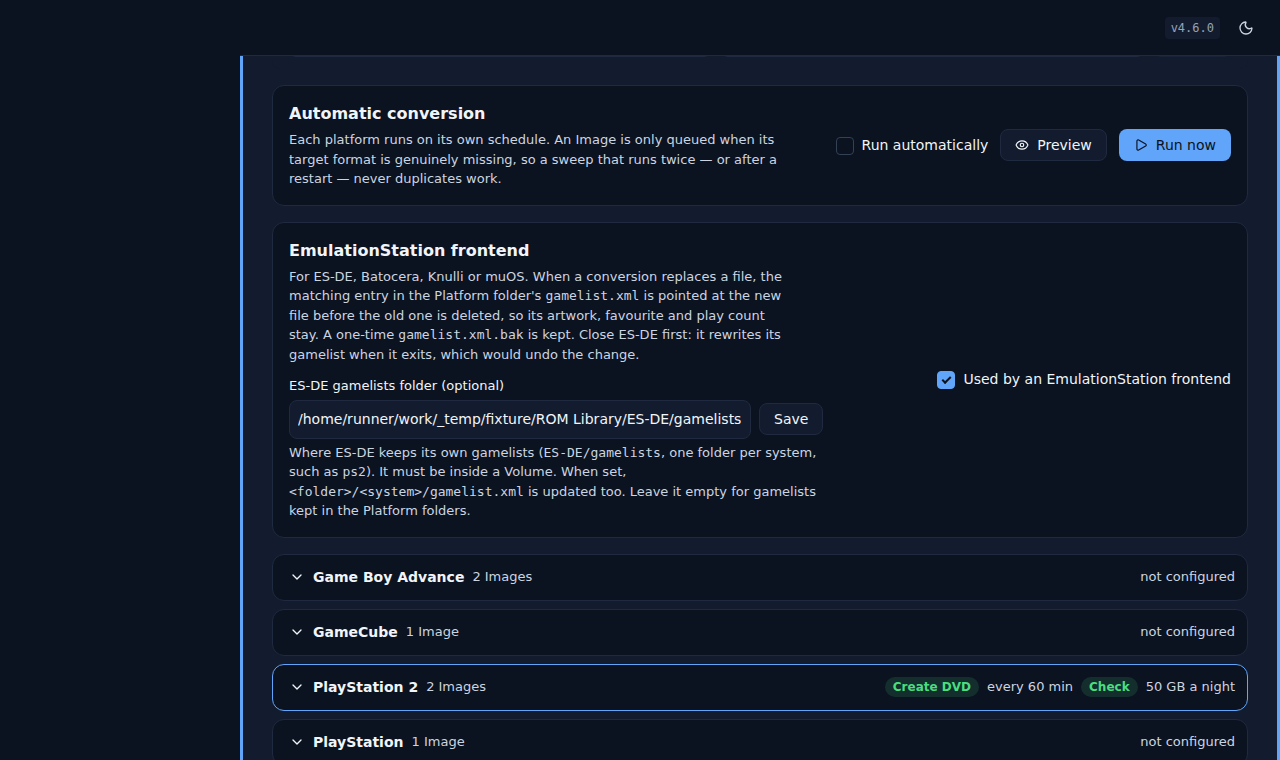 v4.6.0
Automatic conversion
Each platform runs on its own schedule. An Image is only queued when its
target format is genuinely missing, so a sweep that runs twice — or after a
restart — never duplicates work.
Run automatically
Preview
Run now
EmulationStation frontend
For ES-DE, Batocera, Knulli or muOS. When a conversion replaces a file, the
matching entry in the Platform folder's gamelist.xml is pointed at the new
file before the old one is deleted, so its artwork, favourite and play count
stay. A one-time gamelist.xml.bak is kept. Close ES-DE first: it rewrites its
gamelist when it exits, which would undo the change.
ES-DE gamelists folder (optional)
/home/runner/work/_temp/fixture/ROM Library/ES-DE/gamelists
Save
Where ES-DE keeps its own gamelists (ES-DE/gamelists, one folder per system,
such as ps2). It must be inside a Volume. When set,
<folder>/<system>/gamelist.xml is updated too. Leave it empty for gamelists
kept in the Platform folders.
Used by an EmulationStation frontend
Game Boy Advance 2 Images not configured
GameCube 1 Image not configured
PlayStation 2 2 Images Create DVD every 60 min Check 50 GB a night
PlayStation 1 Image not configured